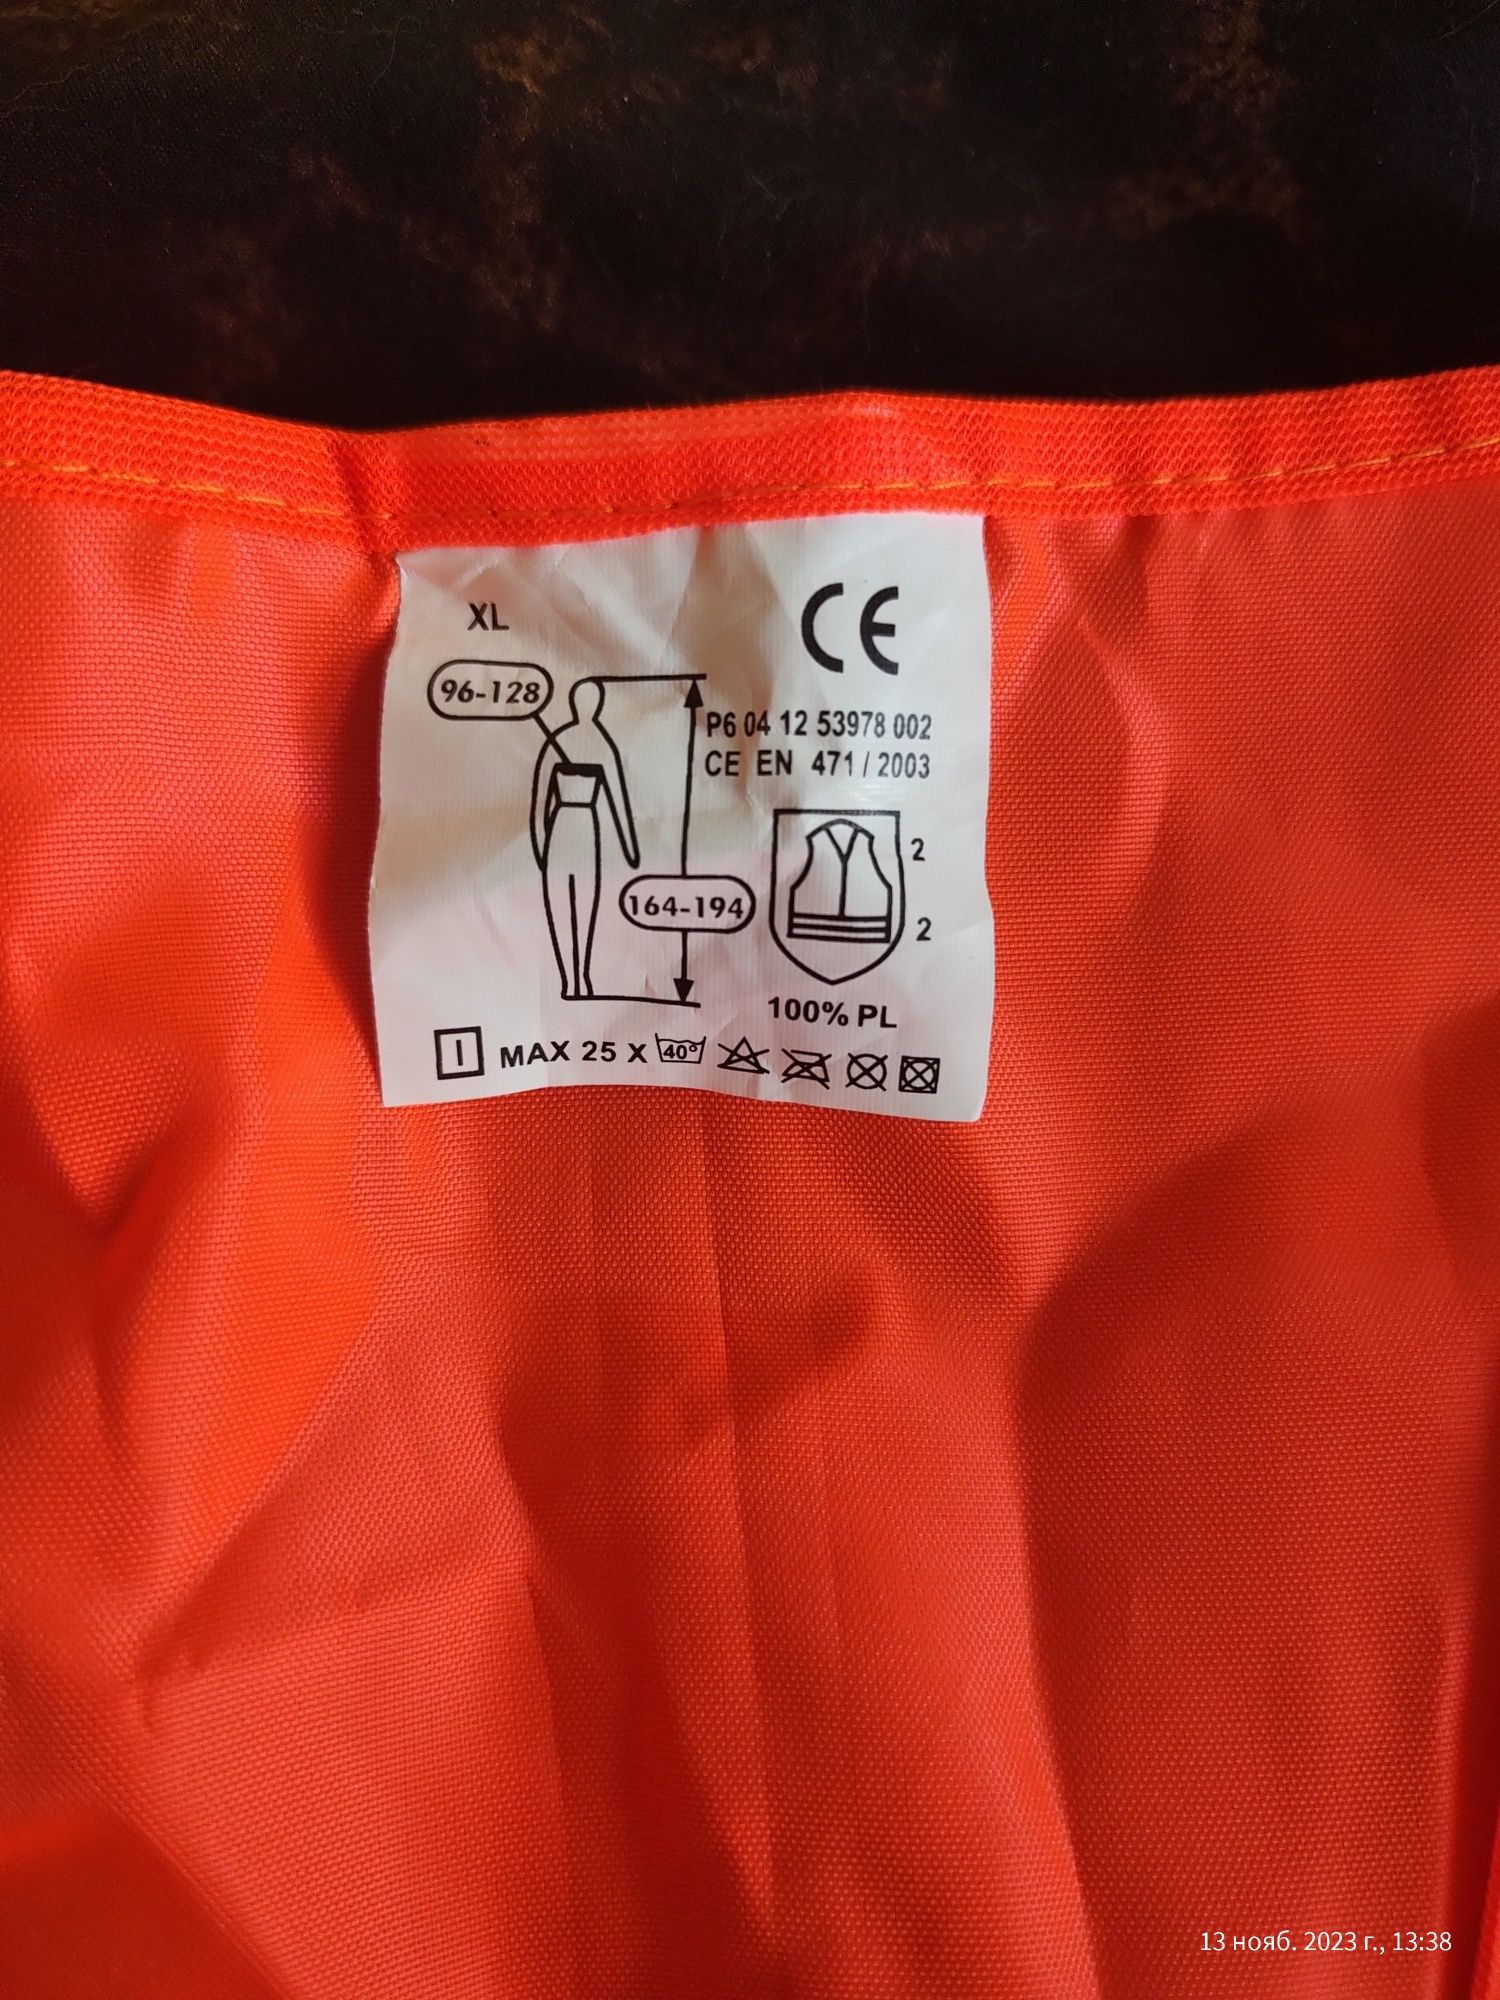 XL
CE
96-128
P6 04 12 53978 002
CE EN 471 / 2003
2
164-194
2
100% PL
I MAX 25 X 40°
13 нояб. 2023 г., 13:38